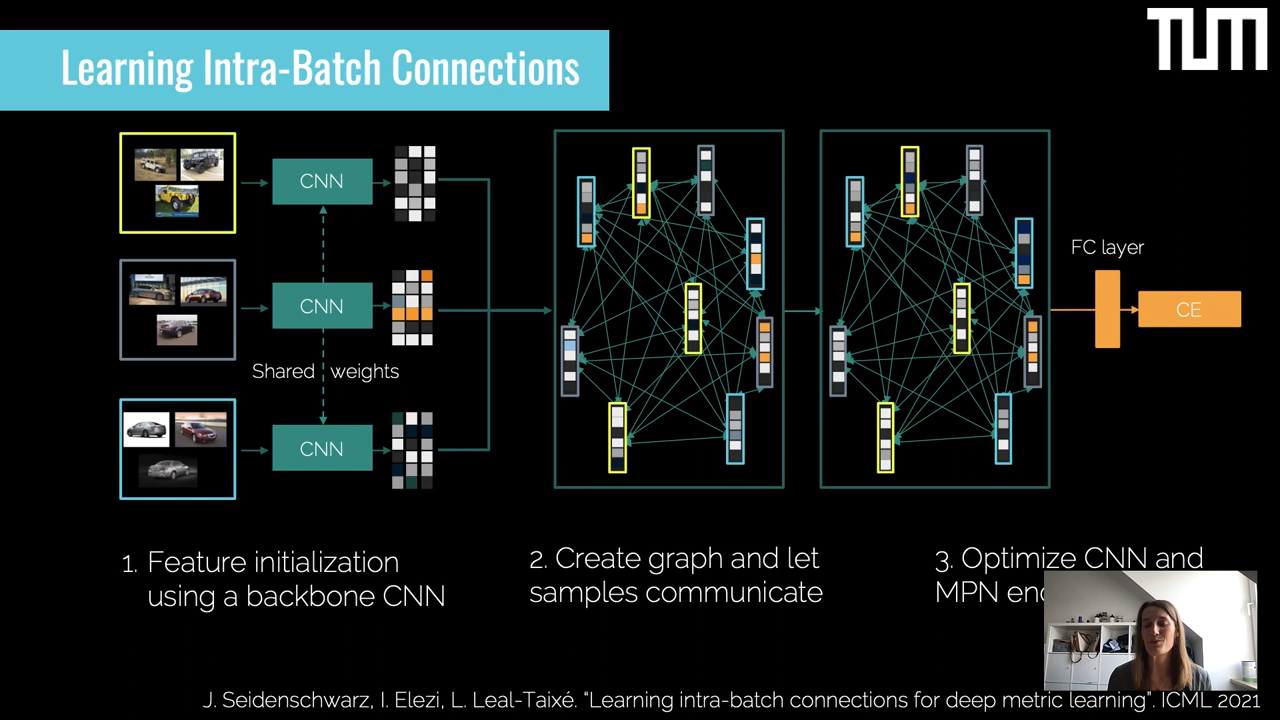 TUM
Learning Intra-Batch Connections
CNN
CNN
Shared weights
CNN
FC layer
CE
1. Feature initialization
using a backbone CNN
2. Create graph and let
samples communicate
3. Optimize CNN and
MPN
J. Seidenschwarz, I. Elezi, L. Leal-Taixé. “Learning intra-batch connections for deep metric learning”. ICML 2021